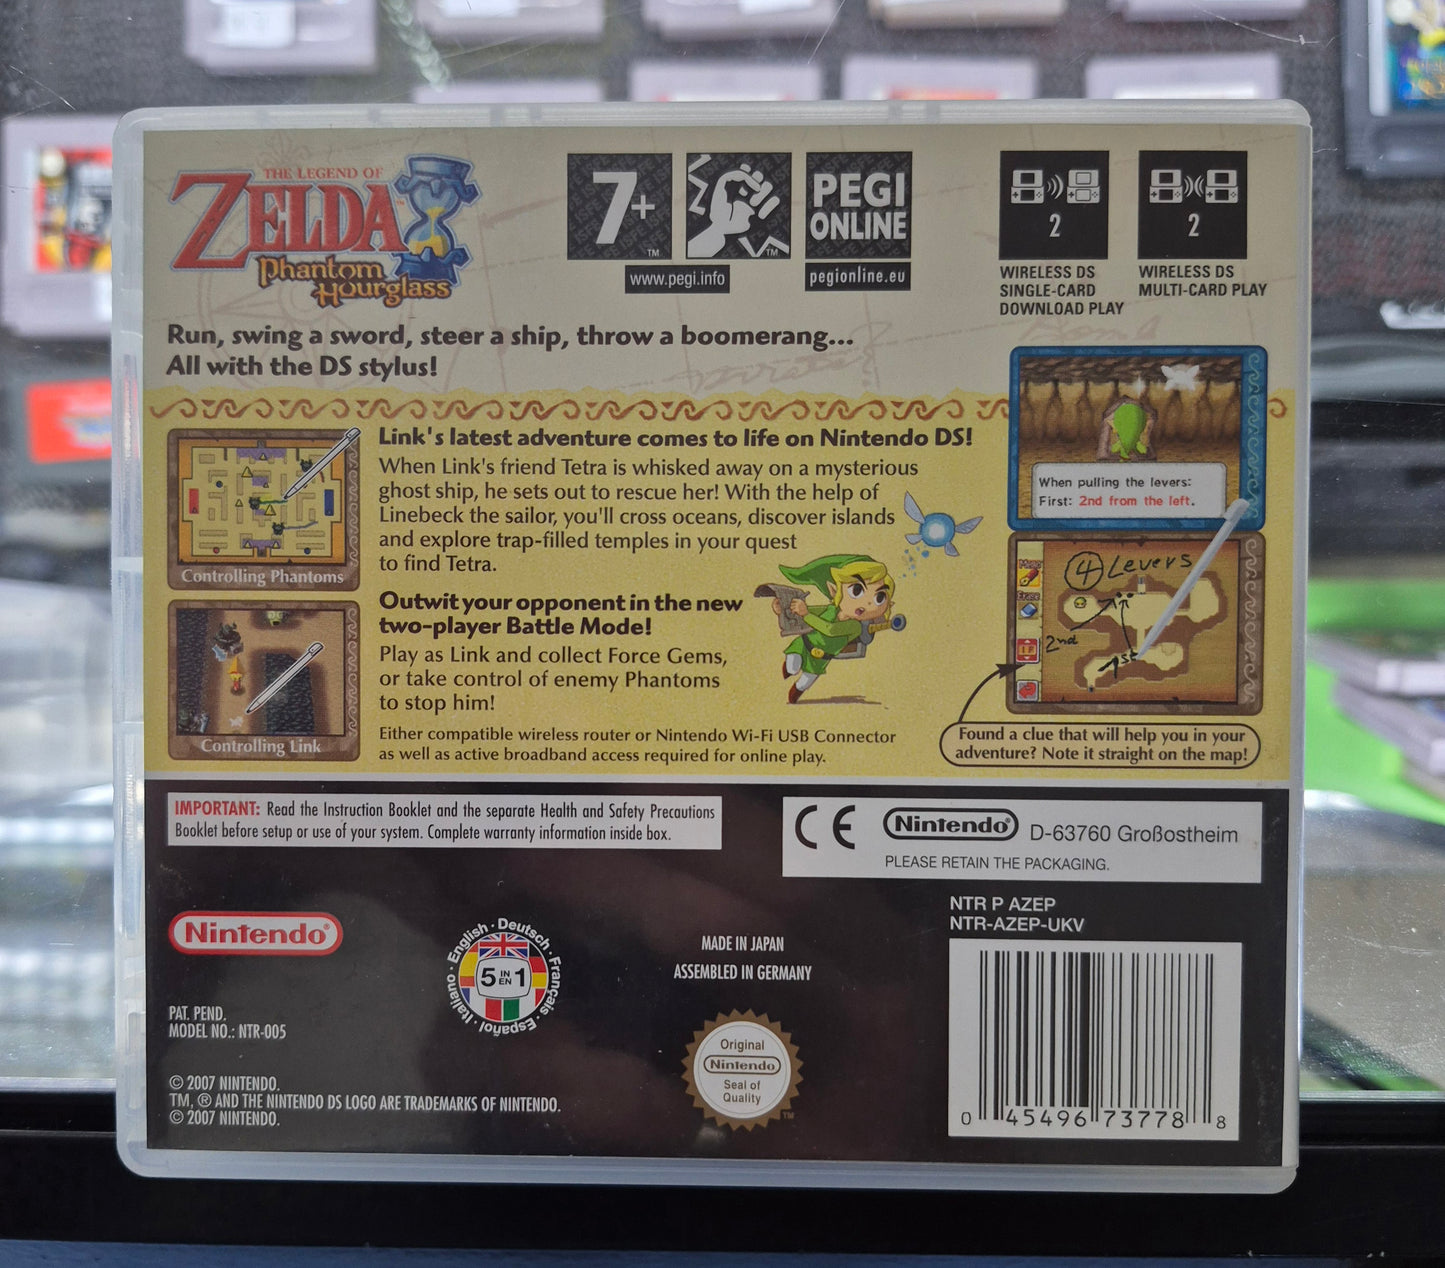 THE LEGEND OF
ZELDA
Phantom
Hourglass
7+
TM
TM
www.pegi.info
PEGI
ONLINE
pegionline.eu
2
WIRELESS DS
SINGLE-CARD
DOWNLOAD PLAY
2
WIRELESS DS
MULTI-CARD PLAY
Run, swing a sword, steer a ship, throw a boomerang...
All with the DS stylus!
Controlling Phantoms
Controlling Link
Link's latest adventure comes to life on Nintendo DS!
When Link's friend Tetra is whisked away on a mysterious
ghost ship, he sets out to rescue her! With the help of
Linebeck the sailor, you'll cross oceans, discover islands
and explore trap-filled temples in your quest
to find Tetra.
Outwit your opponent in the new
two-player Battle Mode!
Play as Link and collect Force Gems,
or take control of enemy Phantoms
to stop him!
Either compatible wireless router or Nintendo Wi-Fi USB Connector
as well as active broadband access required for online play.
When pulling the levers:
First: 2nd from the left.
Memo
Erase
1F
4 Levers
2nd
1st
Found a clue that will help you in your
adventure? Note it straight on the map!
IMPORTANT: Read the Instruction Booklet and the separate Health and Safety Precautions
Booklet before setup or use of your system. Complete warranty information inside box.
CE
Nintendo® D-63760 Großostheim
PLEASE RETAIN THE PACKAGING.
Nintendo®
English · Deutsch · Français · Español · Italiano ·
5 IN EN 1
MADE IN JAPAN
ASSEMBLED IN GERMANY
NTR P AZEP
NTR-AZEP-UKV
PAT. PEND.
MODEL NO.: NTR-005
Original
Nintendo
Seal of
Quality
TM
© 2007 NINTENDO.
TM, ® AND THE NINTENDO DS LOGO ARE TRADEMARKS OF NINTENDO.
© 2007 NINTENDO.
0 45496 73778 8